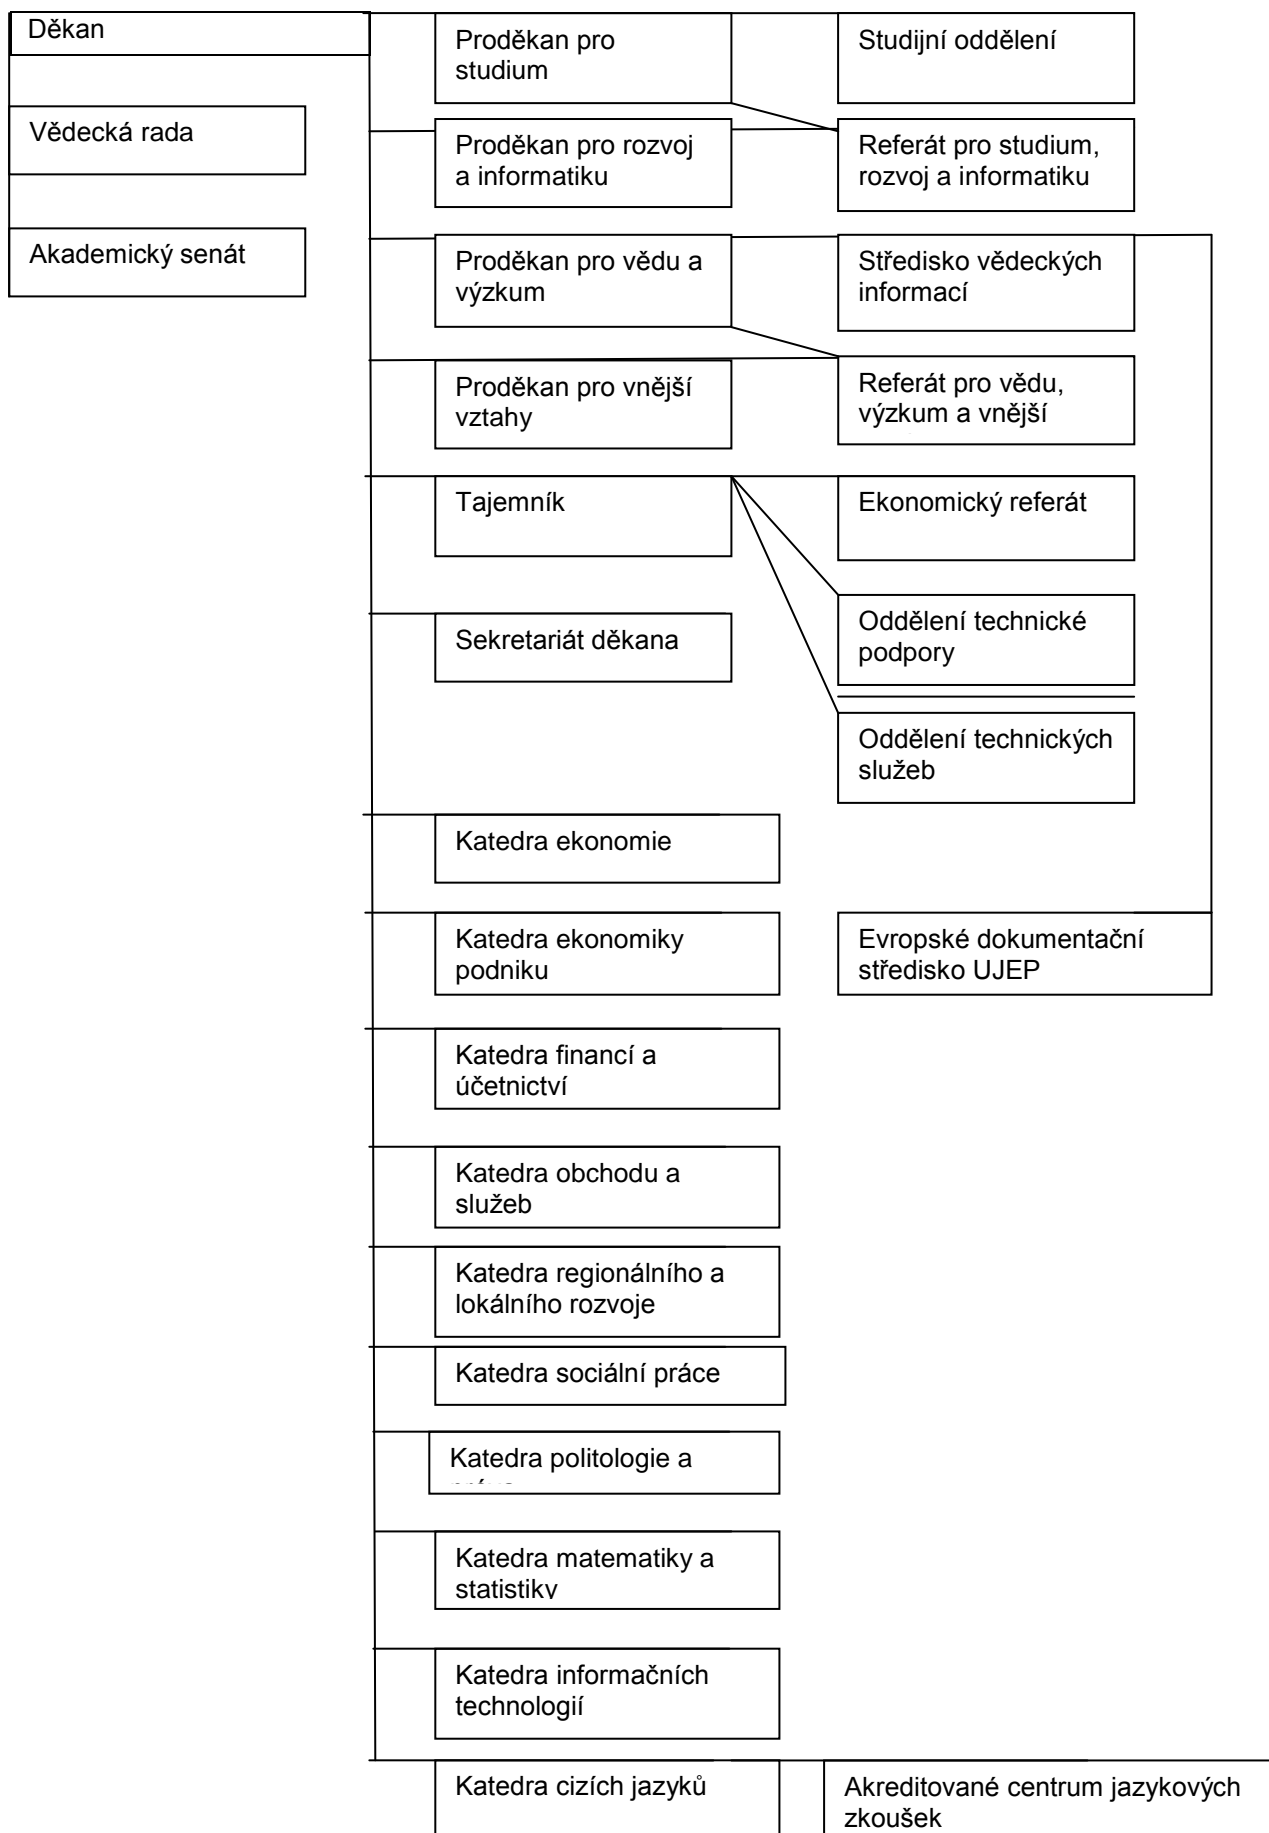 Děkan
Vědecká rada
Akademický senát
Proděkan pro
studium
Studijní oddělení
Proděkan pro rozvoj
a informatiku
Referát pro studium,
rozvoj a informatiku
Proděkan pro vědu a
výzkum
Středisko vědeckých
informací
Proděkan pro vnější
vztahy
Referát pro vědu,
výzkum a vnější
Tajemník
Ekonomický referát
Sekretariát děkana
Oddělení technické
podpory
Oddělení technických
služeb
Katedra ekonomie
Katedra ekonomiky
podniku
Evropské dokumentační
středisko UJEP
Katedra financí a
účetnictví
Katedra obchodu a
služeb
Katedra regionálního a
lokálního rozvoje
Katedra sociální práce
Katedra politologie a
Katedra matematiky a
statistiky
Katedra informačních
technologií
Katedra cizích jazyků
Akreditované centrum jazykových
zkoušek